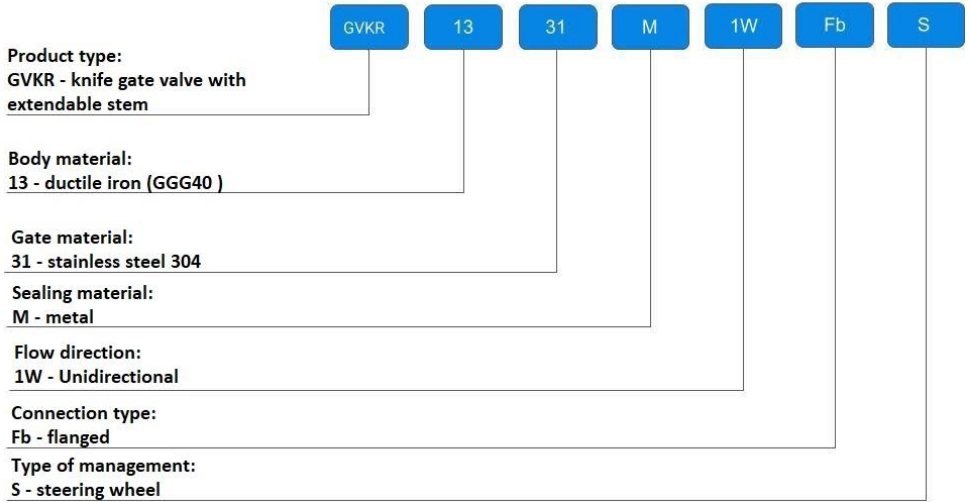 GVKR 13 31 M 1W Fb S
Product type:
GVKR - knife gate valve with
extendable stem
Body material:
13 - ductile iron (GGG40 )
Gate material:
31 - stainless steel 304
Sealing material:
M - metal
Flow direction:
1W - Unidirectional
Connection type:
Fb - flanged
Type of management:
S - steering wheel